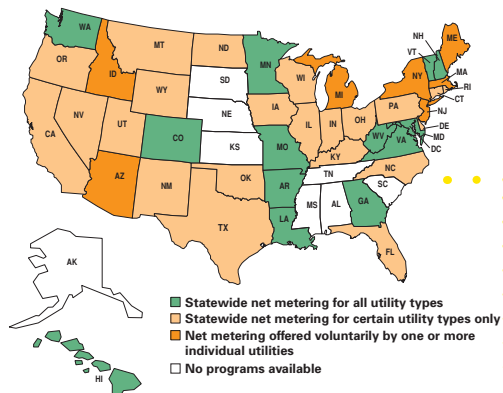 WA
OR
CA
NV
ID
MT
WY
UT
AZ
CO
NM
ND
SD
NE
KS
OK
TX
MN
IA
MO
AR
LA
WI
IL
IN
MI
OH
KY
TN
MS
AL
GA
FL
SC
NC
VA
WV
PA
NY
VT
NH
ME
MA
RI
CT
NJ
DE
MD
DC
AK
HI
Statewide net metering for all utility types
Statewide net metering for certain utility types only
Net metering offered voluntarily by one or more
individual utilities
No programs available